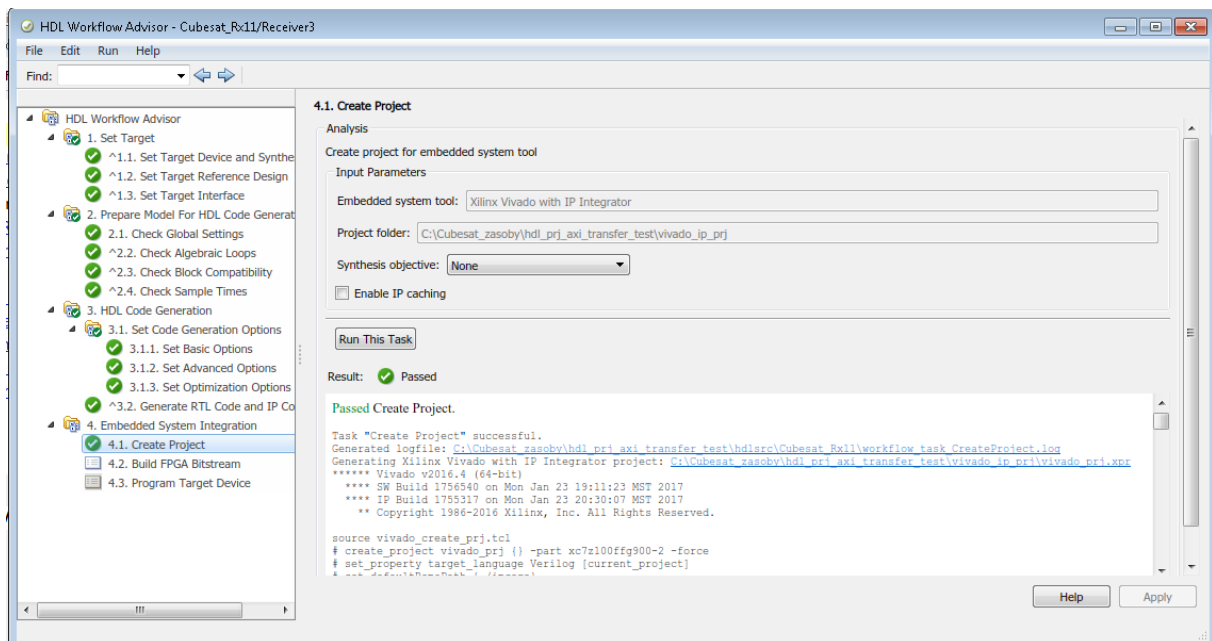 HDL Workflow Advisor - Cubesat_Rx11/Receiver3
File Edit Run Help
Find:
HDL Workflow Advisor
1. Set Target
^1.1. Set Target Device and Synthe
^1.2. Set Target Reference Design
^1.3. Set Target Interface
2. Prepare Model For HDL Code Generat
2.1. Check Global Settings
^2.2. Check Algebraic Loops
^2.3. Check Block Compatibility
^2.4. Check Sample Times
3. HDL Code Generation
3.1. Set Code Generation Options
3.1.1. Set Basic Options
3.1.2. Set Advanced Options
3.1.3. Set Optimization Options
^3.2. Generate RTL Code and IP Co
4. Embedded System Integration
4.1. Create Project
4.2. Build FPGA Bitstream
4.3. Program Target Device
4.1. Create Project
Analysis
Create project for embedded system tool
Input Parameters
Embedded system tool: Xilinx Vivado with IP Integrator
Project folder: C:\Cubesat_zasoby\hdl_prj_axi_transfer_test\vivado_ip_prj
Synthesis objective: None
Enable IP caching
Run This Task
Result: Passed
Passed Create Project.
Task "Create Project" successful.
Generated logfile: C:\Cubesat_zasoby\hdl_prj_axi_transfer_test\hdlsrc\Cubesat_Rx11\workflow_task_CreateProject.log
Generating Xilinx Vivado with IP Integrator project: C:\Cubesat_zasoby\hdl_prj_axi_transfer_test\vivado_ip_prj\vivado_prj.xpr
****** Vivado v2016.4 (64-bit)
**** SW Build 1756540 on Mon Jan 23 19:11:23 MST 2017
**** IP Build 1755317 on Mon Jan 23 20:30:07 MST 2017
** Copyright 1986-2016 Xilinx, Inc. All Rights Reserved.
source vivado_create_prj.tcl
# create_project vivado_prj {} -part xc7z100ffg900-2 -force
# set_property target_language Verilog [current_project]
Help Apply